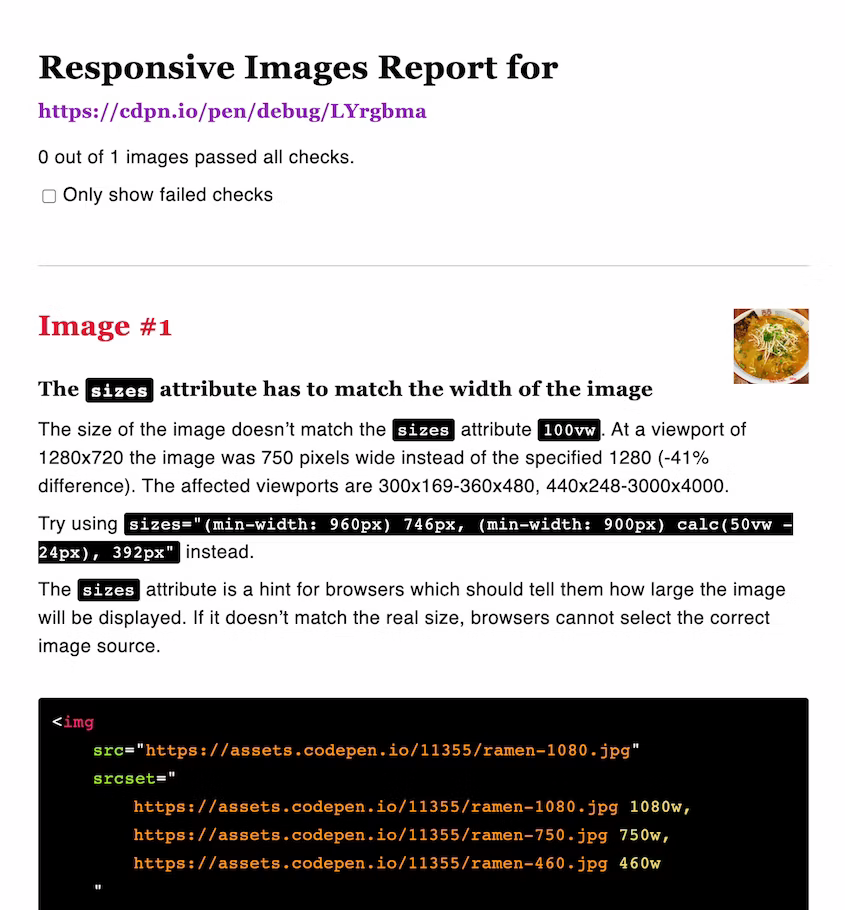 Responsive Images Report for
https://cdpn.io/pen/debug/LYrgbma
0 out of 1 images passed all checks.
Only show failed checks
Image #1
The sizes attribute has to match the width of the image
The size of the image doesn’t match the sizes attribute 100vw. At a viewport of
1280x720 the image was 750 pixels wide instead of the specified 1280 (-41%
difference). The affected viewports are 300x169-360x480, 440x248-3000x4000.
Try using sizes="(min-width: 960px) 746px, (min-width: 900px) calc(50vw -
24px), 392px" instead.
The sizes attribute is a hint for browsers which should tell them how large the image
will be displayed. If it doesn’t match the real size, browsers cannot select the correct
image source.
<img
src="https://assets.codepen.io/11355/ramen-1080.jpg"
srcset="
https://assets.codepen.io/11355/ramen-1080.jpg 1080w,
https://assets.codepen.io/11355/ramen-750.jpg 750w,
https://assets.codepen.io/11355/ramen-460.jpg 460w
"